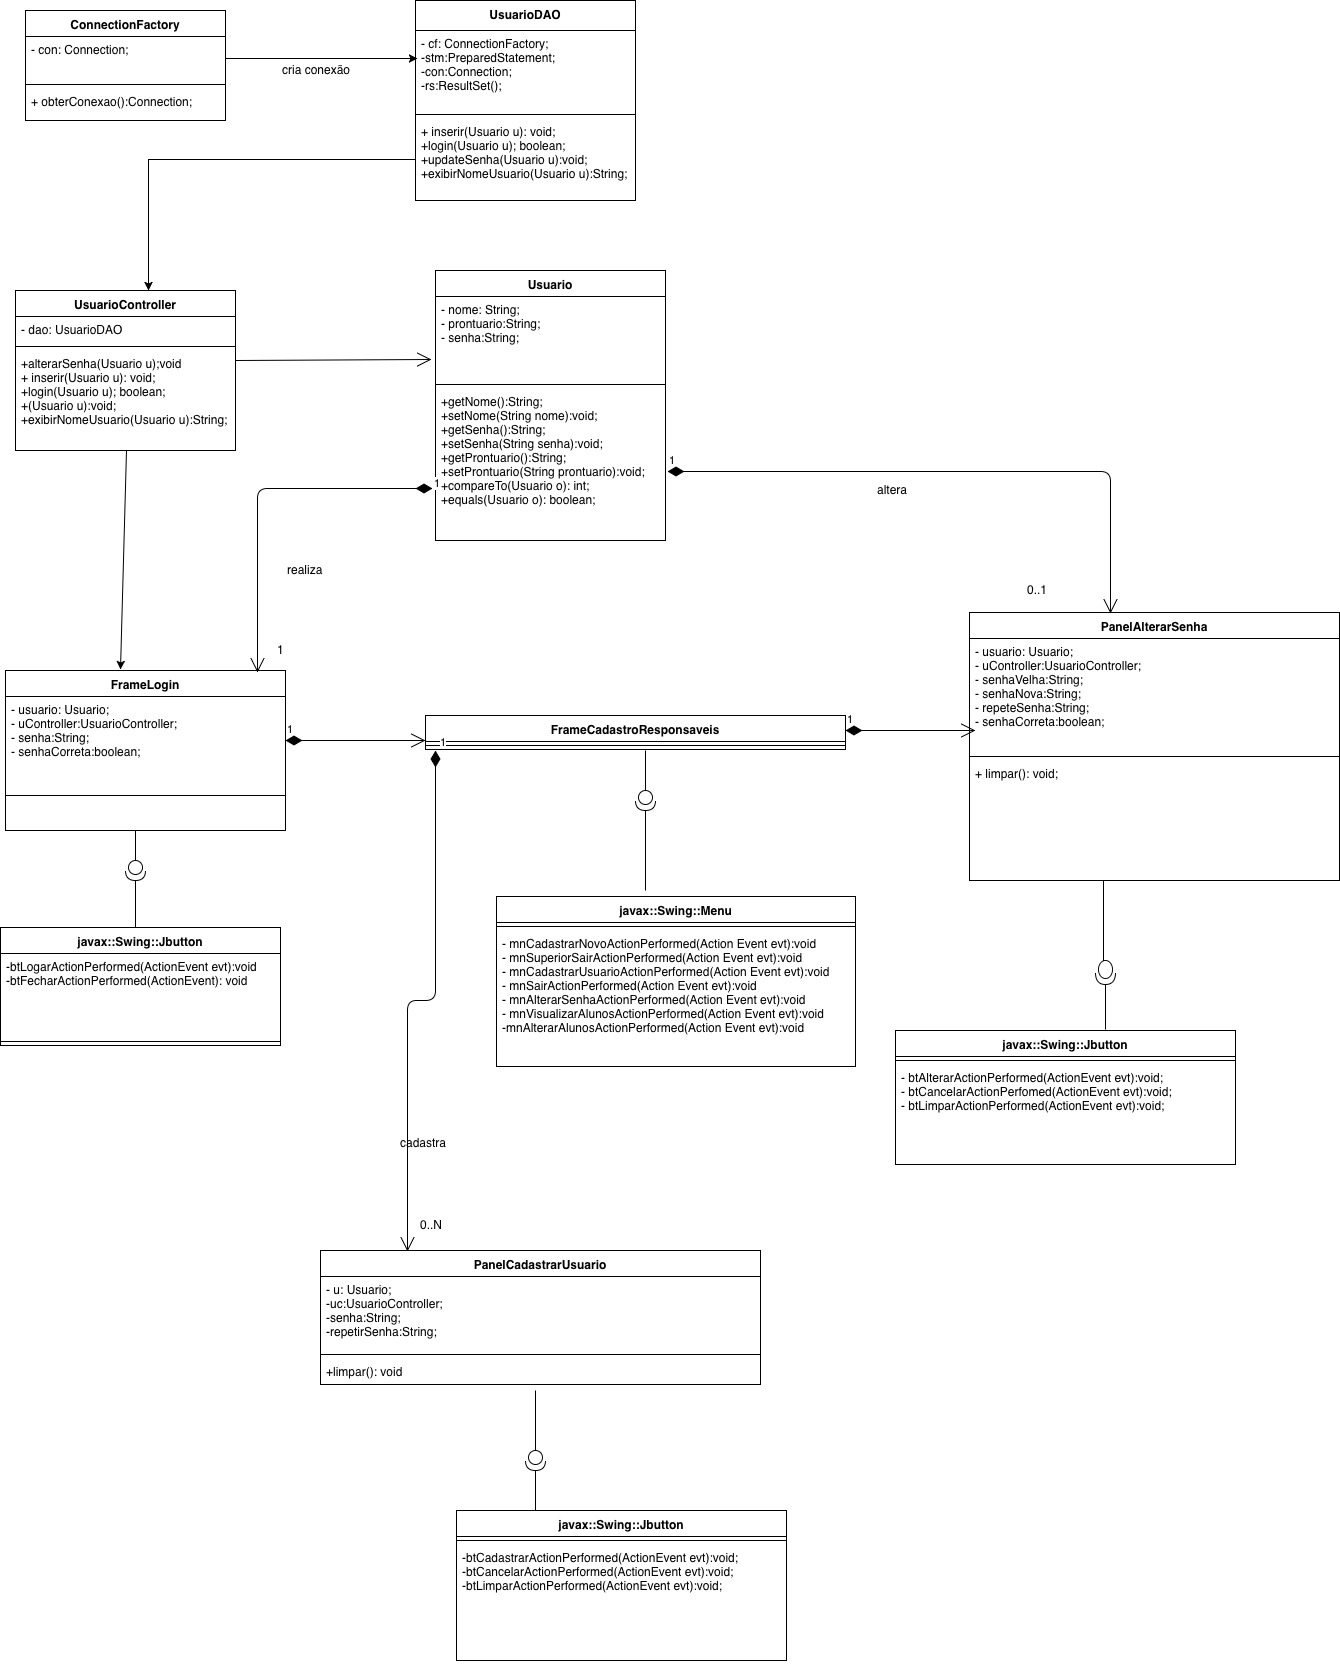 ConnectionFactory
- con: Connection;
+ obterConexao():Connection;
cria conexão
UsuarioDAO
- cf: ConnectionFactory;
-stm:PreparedStatement;
-con:Connection;
-rs:ResultSet();
+ inserir(Usuario u): void;
+login(Usuario u); boolean;
+updateSenha(Usuario u):void;
+exibirNomeUsuario(Usuario u):String;
UsuarioController
- dao: UsuarioDAO
+alterarSenha(Usuario u);void
+ inserir(Usuario u): void;
+login(Usuario u); boolean;
+(Usuario u):void;
+exibirNomeUsuario(Usuario u):String;
Usuario
- nome: String;
- prontuario:String;
- senha:String;
+getNome():String;
+setNome(String nome):void;
+getSenha():String;
+setSenha(String senha):void;
+getProntuario():String;
+setProntuario(String prontuario):void;
+compareTo(Usuario o): int;
+equals(Usuario o): boolean;
1
1
altera
realiza
0..1
1
PanelAlterarSenha
- usuario: Usuario;
- uController:UsuarioController;
- senhaVelha:String;
- senhaNova:String;
- repeteSenha:String;
- senhaCorreta:boolean;
+ limpar(): void;
FrameLogin
- usuario: Usuario;
- uController:UsuarioController;
- senha:String;
- senhaCorreta:boolean;
1
FrameCadastroResponsaveis
1
1
javax::Swing::Jbutton
-btLogarActionPerformed(ActionEvent evt):void
-btFecharActionPerformed(ActionEvent): void
javax::Swing::Menu
- mnCadastrarNovoActionPerformed(Action Event evt):void
- mnSuperiorSairActionPerformed(Action Event evt):void
- mnCadastrarUsuarioActionPerformed(Action Event evt):void
- mnSairActionPerformed(Action Event evt):void
- mnAlterarSenhaActionPerformed(Action Event evt):void
- mnVisualizarAlunosActionPerformed(Action Event evt):void
-mnAlterarAlunosActionPerformed(Action Event evt):void
javax::Swing::Jbutton
- btAlterarActionPerformed(ActionEvent evt):void;
- btCancelarActionPerfomed(ActionEvent evt):void;
- btLimparActionPerformed(ActionEvent evt):void;
cadastra
0..N
PanelCadastrarUsuario
- u: Usuario;
-uc:UsuarioController;
-senha:String;
-repetirSenha:String;
+limpar(): void
javax::Swing::Jbutton
-btCadastrarActionPerformed(ActionEvent evt):void;
-btCancelarActionPerformed(ActionEvent evt):void;
-btLimparActionPerformed(ActionEvent evt):void;